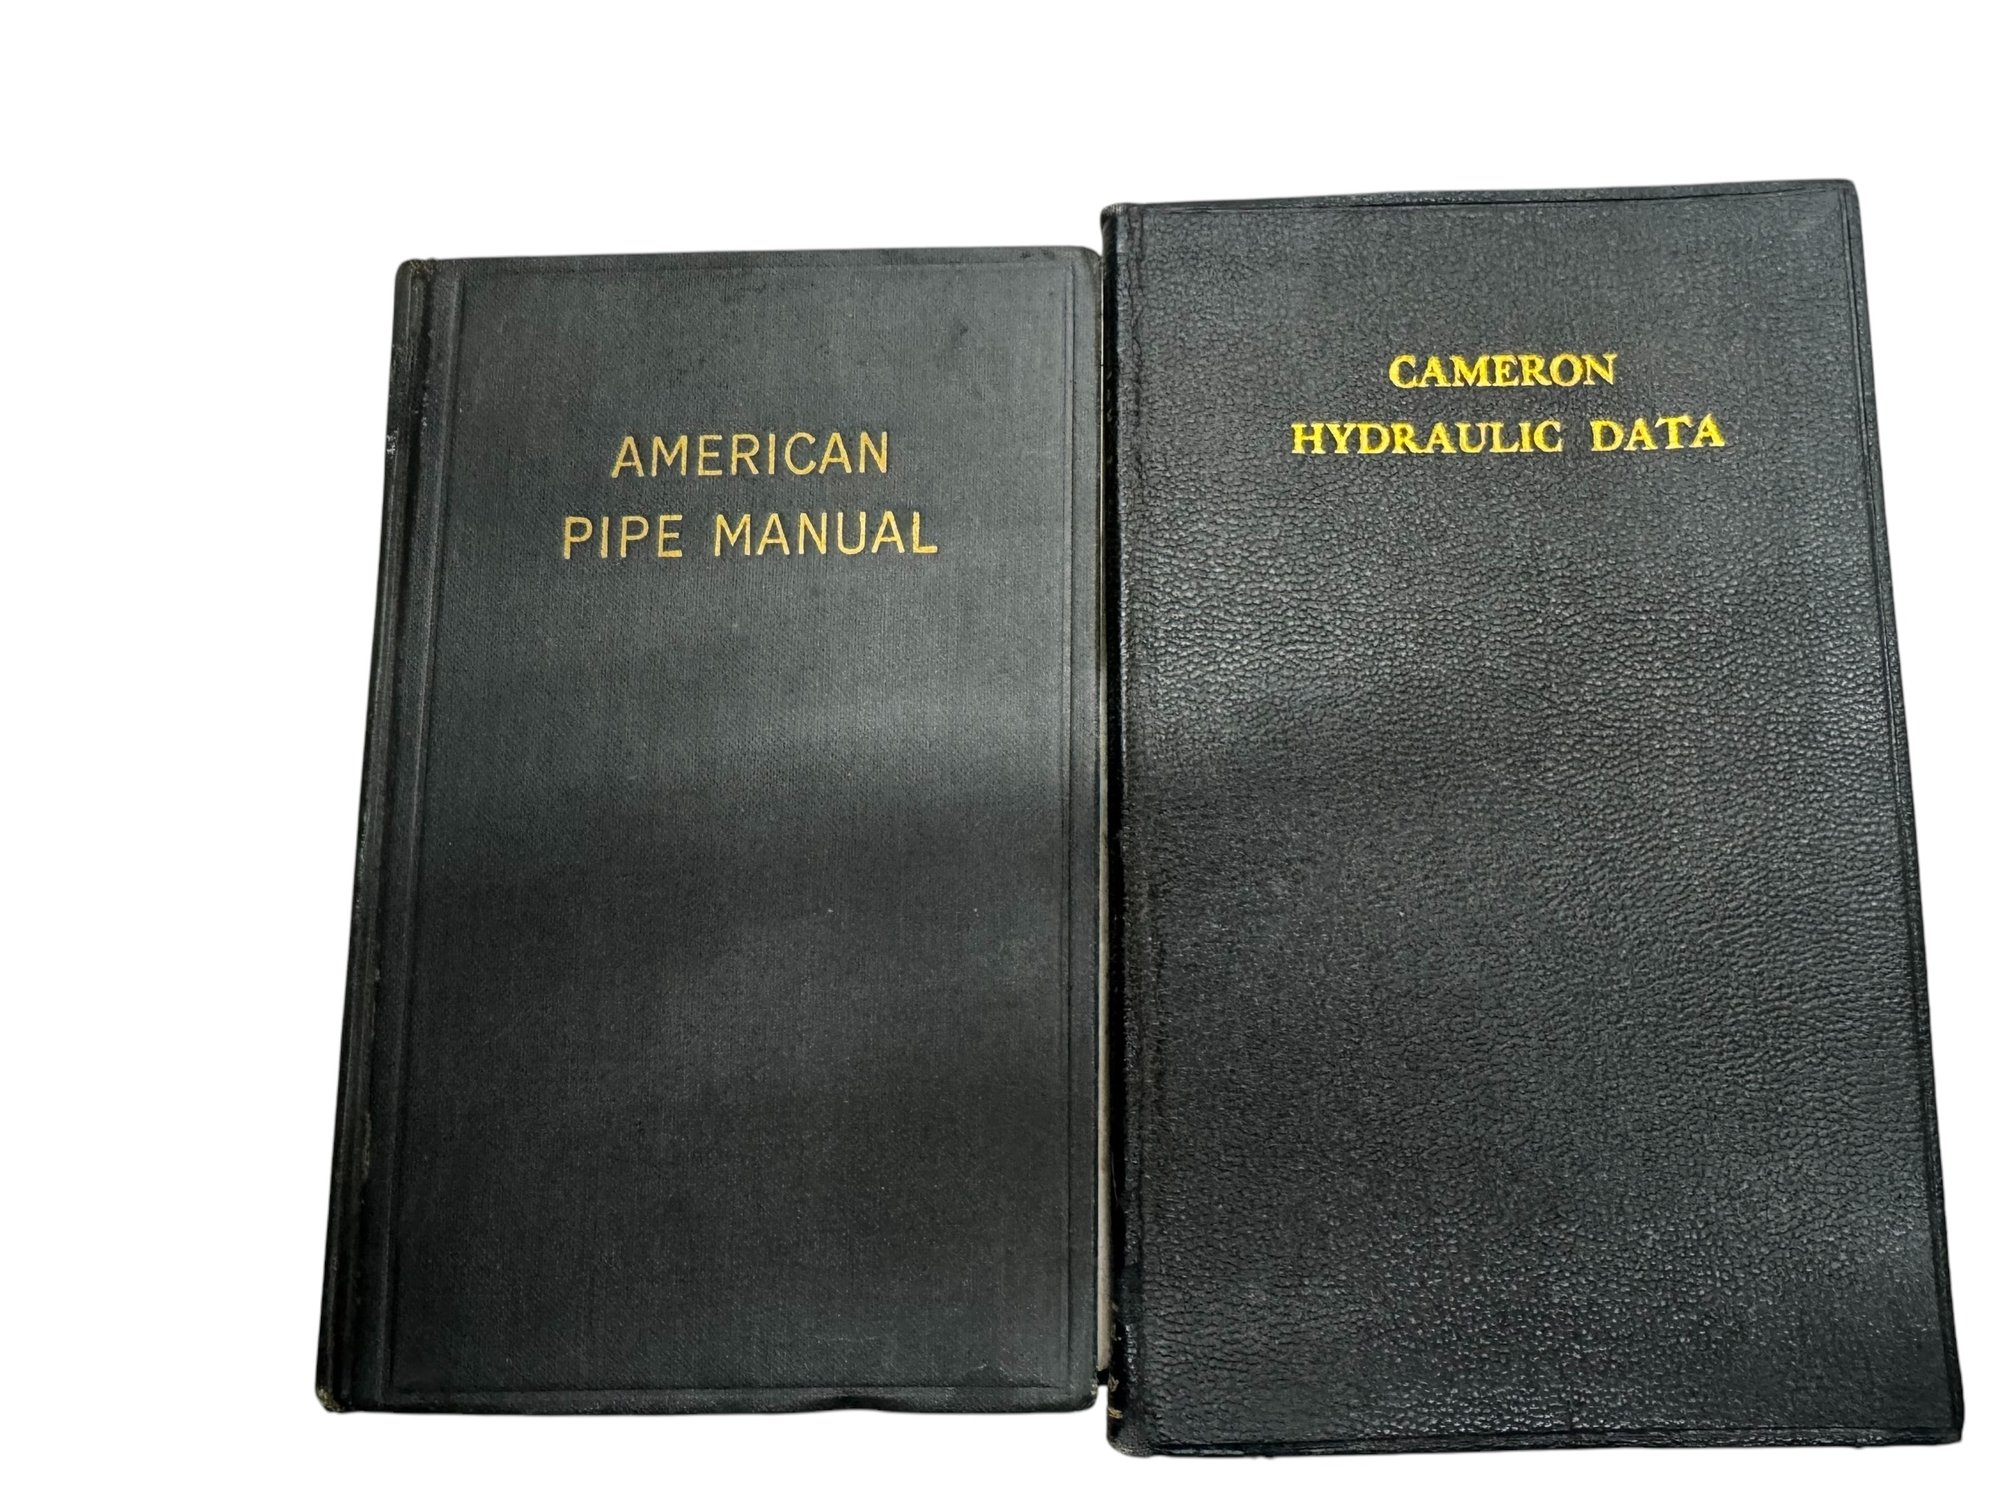 AMERICAN
PIPE MANUAL
CAMERON
HYDRAULIC DATA